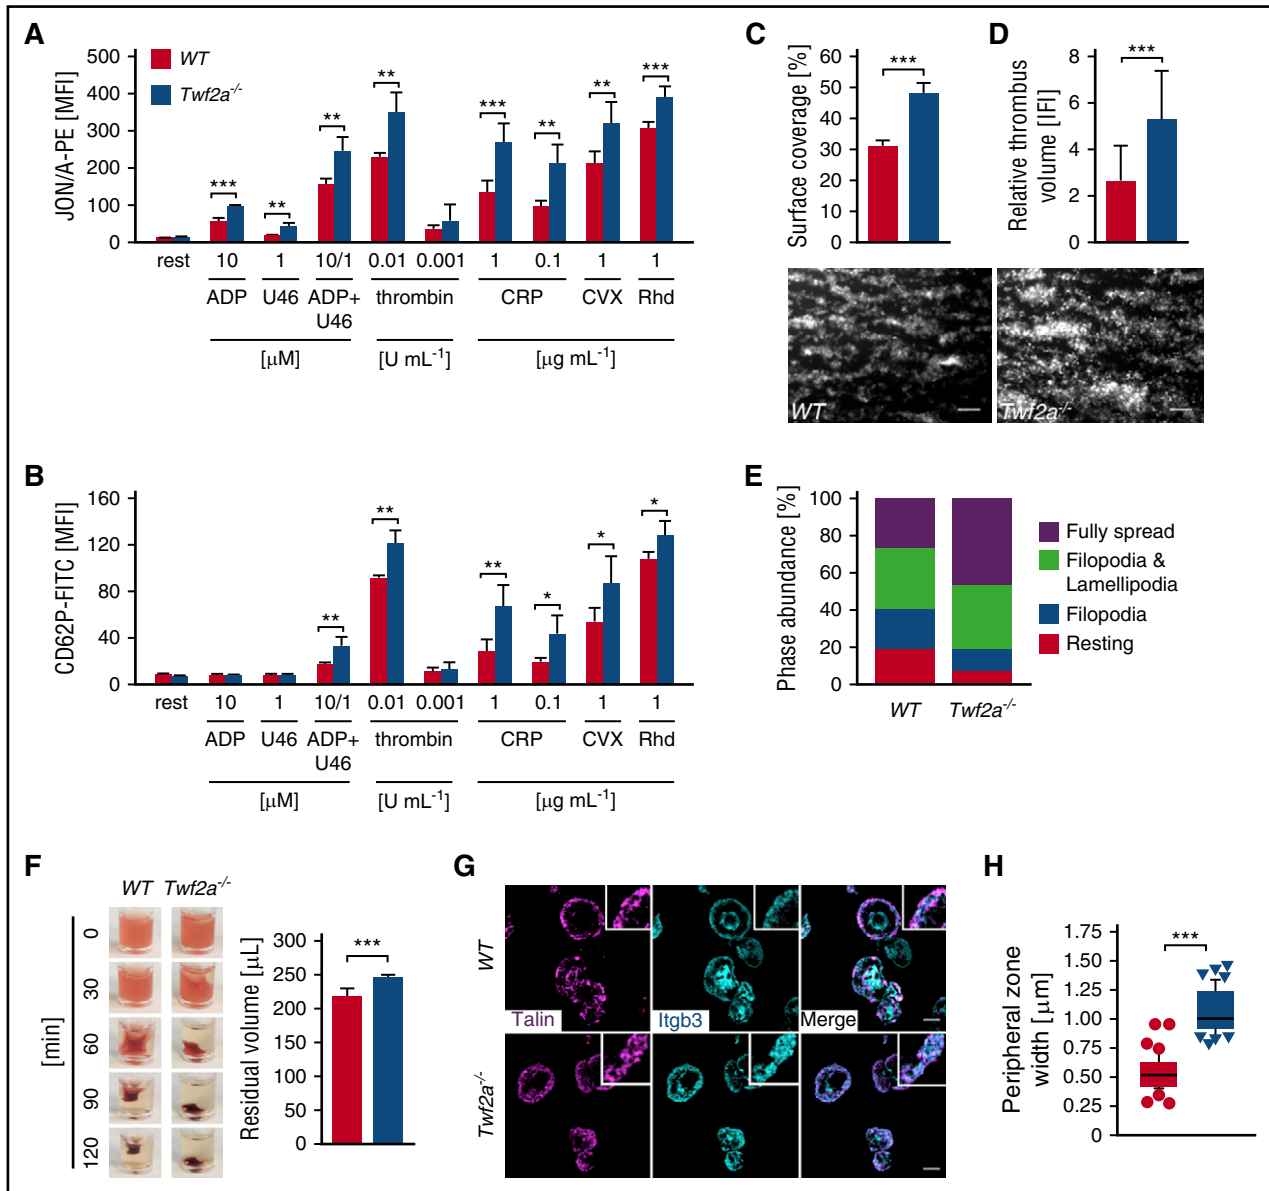 A
JON/A-PE [MFI]
500
400
300
200
100
0
WT
Twf2a-/-
***
**
**
**
***
**
**
***
rest
10
1
10/1
0.01
0.001
1
0.1
1
1
ADP
U46
ADP+
U46
thrombin
CRP
CVX
Rhd
[µM]
[U mL-1]
[µg mL-1]
C
Surface coverage [%]
60
50
40
30
20
10
0
***
D
Relative thrombus
volume [IFI]
8
6
4
2
0
***
WT
Twf2a-/-
B
CD62P-FITC [MFI]
160
120
80
40
0
**
**
**
*
*
*
rest
10
1
10/1
0.01
0.001
1
0.1
1
1
ADP
U46
ADP+
U46
thrombin
CRP
CVX
Rhd
[µM]
[U mL-1]
[µg mL-1]
E
Phase abundance [%]
100
80
60
40
20
0
WT
Twf2a-/-
Fully spread
Filopodia &
Lamellipodia
Filopodia
Resting
F
WT
Twf2a-/-
[min]
0
30
60
90
120
Residual volume [µL]
300
250
200
150
100
50
0
***
G
WT
Twf2a-/-
Talin
Itgb3
Merge
H
Peripheral zone
width [µm]
1.75
1.50
1.25
1.00
0.75
0.50
0.25
0
***